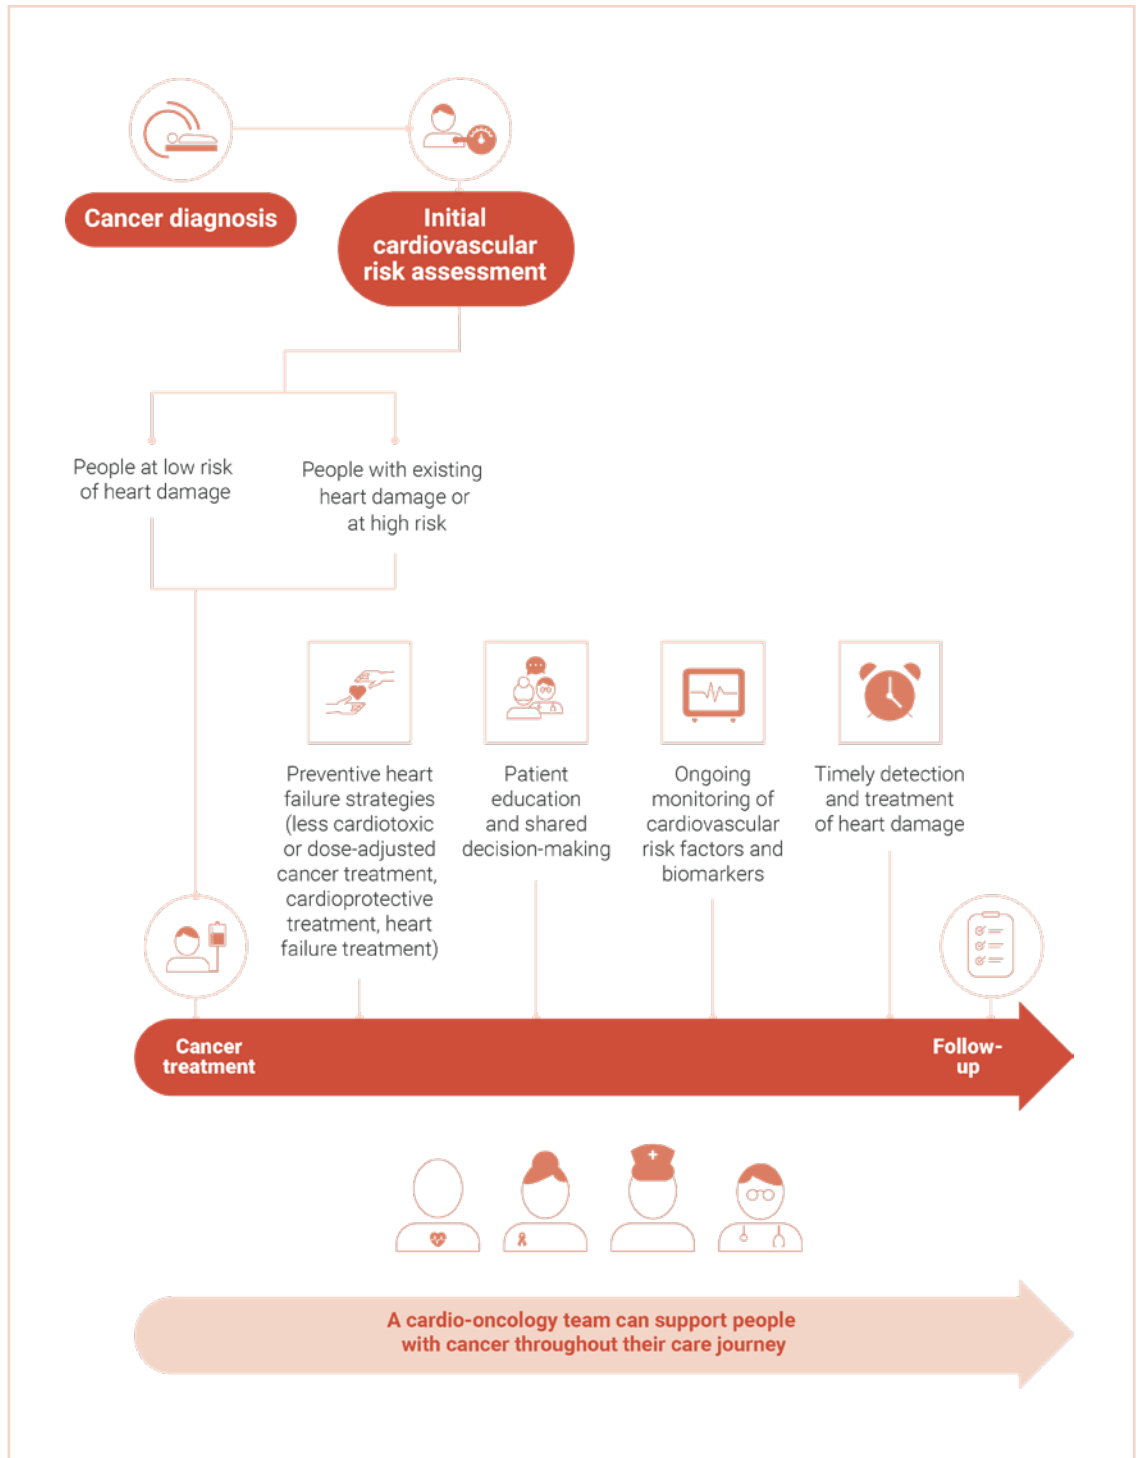 Cancer diagnosis
Initial
cardiovascular
risk assessment
People at low risk
of heart damage
People with existing
heart damage or
at high risk
Preventive heart
failure strategies
(less cardiotoxic
or dose-adjusted
cancer treatment,
cardioprotective
treatment, heart
failure treatment)
Patient
education
and shared
decision-making
Ongoing
monitoring of
cardiovascular
risk factors and
biomarkers
Timely detection
and treatment
of heart damage
Cancer
treatment
Follow-
up
A cardio-oncology team can support people
with cancer throughout their care journey